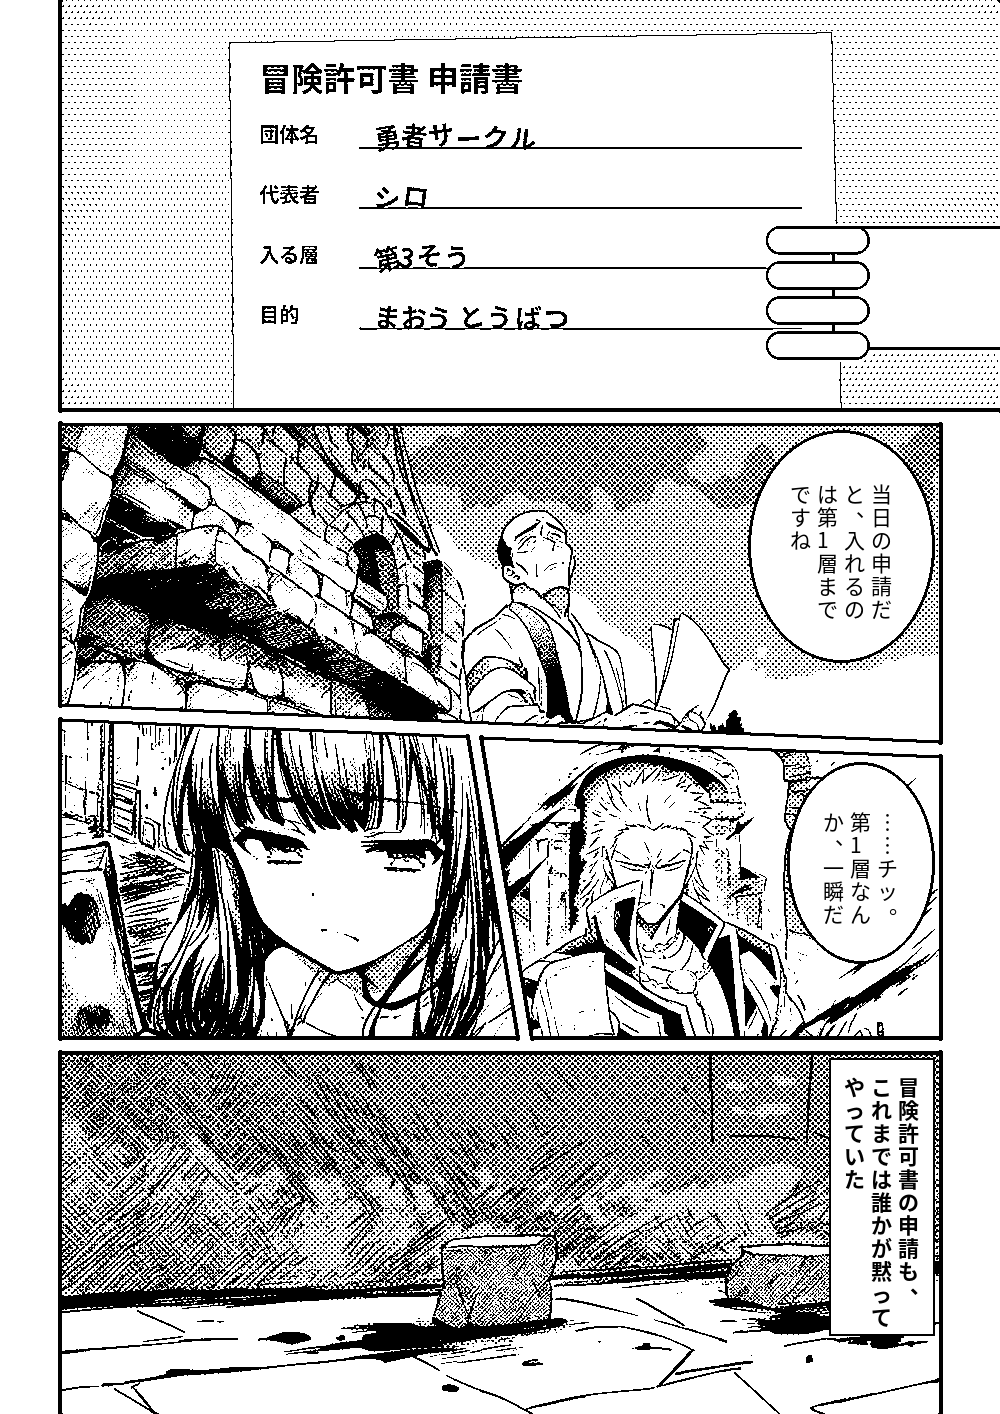 冒険許可書 申請書
団体名 勇者サークル
代表者 シロ
入る層 第3そう
目的 まおう とうばつ
当日の申請だ
と、入れるの
は第1層まで
ですね
……チッ。
第1層なん
か、一瞬だ
冒険許可書の申請も、
これまでは誰かが黙って
やっていた